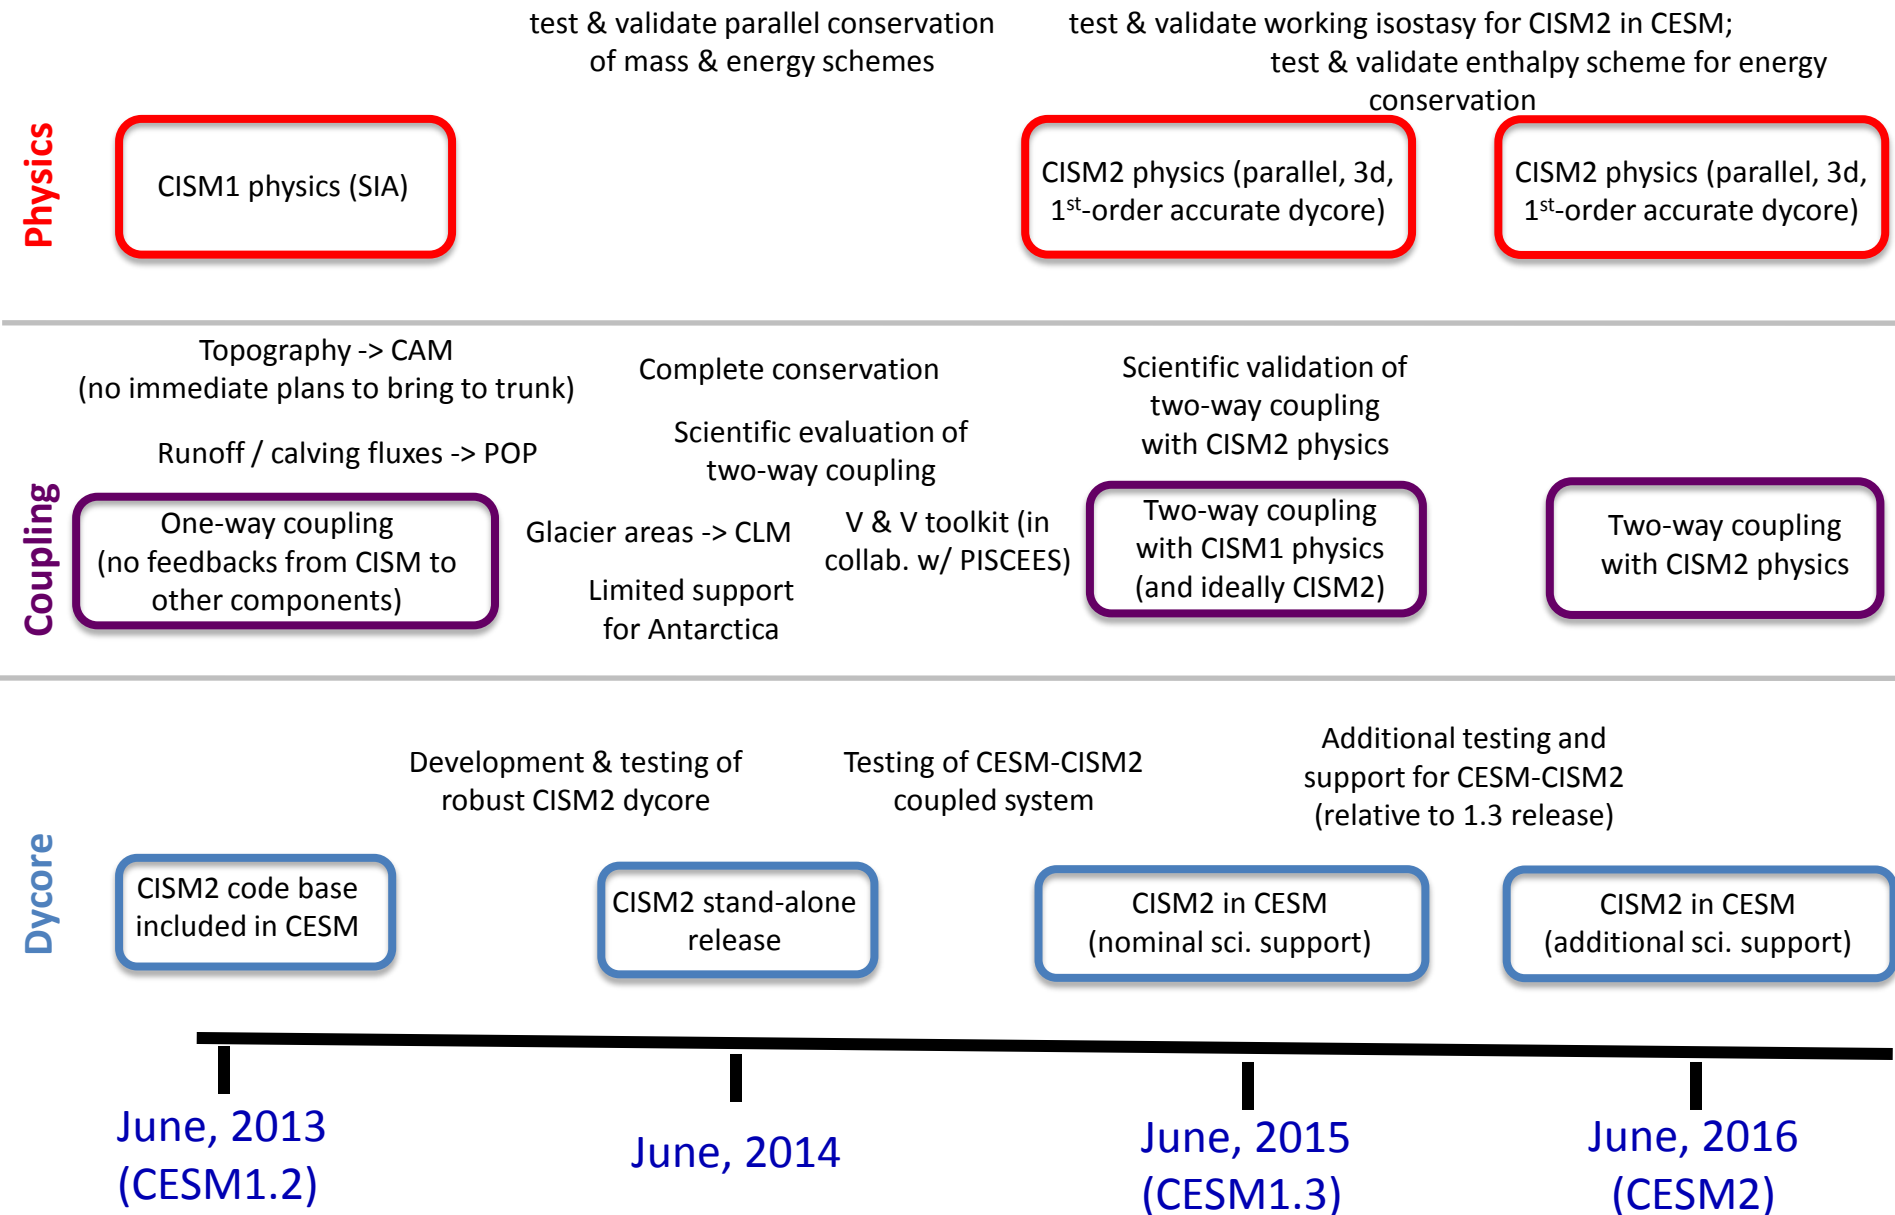 test & validate parallel conservation
of mass & energy schemes
test & validate working isostasy for CISM2 in CESM;
test & validate enthalpy scheme for energy
conservation
Physics
CISM1 physics (SIA)
CISM2 physics (parallel, 3d,
1st-order accurate dycore)
CISM2 physics (parallel, 3d,
1st-order accurate dycore)
Coupling
Topography -> CAM
(no immediate plans to bring to trunk)
Runoff / calving fluxes -> POP
One-way coupling
(no feedbacks from CISM to
other components)
Complete conservation
Scientific evaluation of
two-way coupling
Glacier areas -> CLM
V & V toolkit (in
collab. w/ PISCEES)
Limited support
for Antarctica
Scientific validation of
two-way coupling
with CISM2 physics
Two-way coupling
with CISM1 physics
(and ideally CISM2)
Two-way coupling
with CISM2 physics
Dycore
Development & testing of
robust CISM2 dycore
Testing of CESM-CISM2
coupled system
Additional testing and
support for CESM-CISM2
(relative to 1.3 release)
CISM2 code base
included in CESM
CISM2 stand-alone
release
CISM2 in CESM
(nominal sci. support)
CISM2 in CESM
(additional sci. support)
June, 2013
(CESM1.2)
June, 2014
June, 2015
(CESM1.3)
June, 2016
(CESM2)